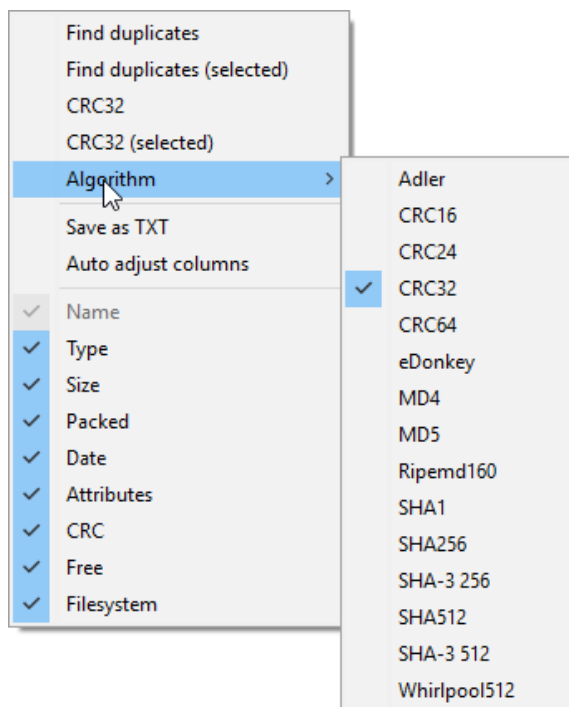 Find duplicates
Find duplicates (selected)
CRC32
CRC32 (selected)
Algorithm
Save as TXT
Auto adjust columns
Name
Type
Size
Packed
Date
Attributes
CRC
Free
Filesystem
Adler
CRC16
CRC24
CRC32
CRC64
eDonkey
MD4
MD5
Ripemd160
SHA1
SHA256
SHA-3 256
SHA512
SHA-3 512
Whirlpool512